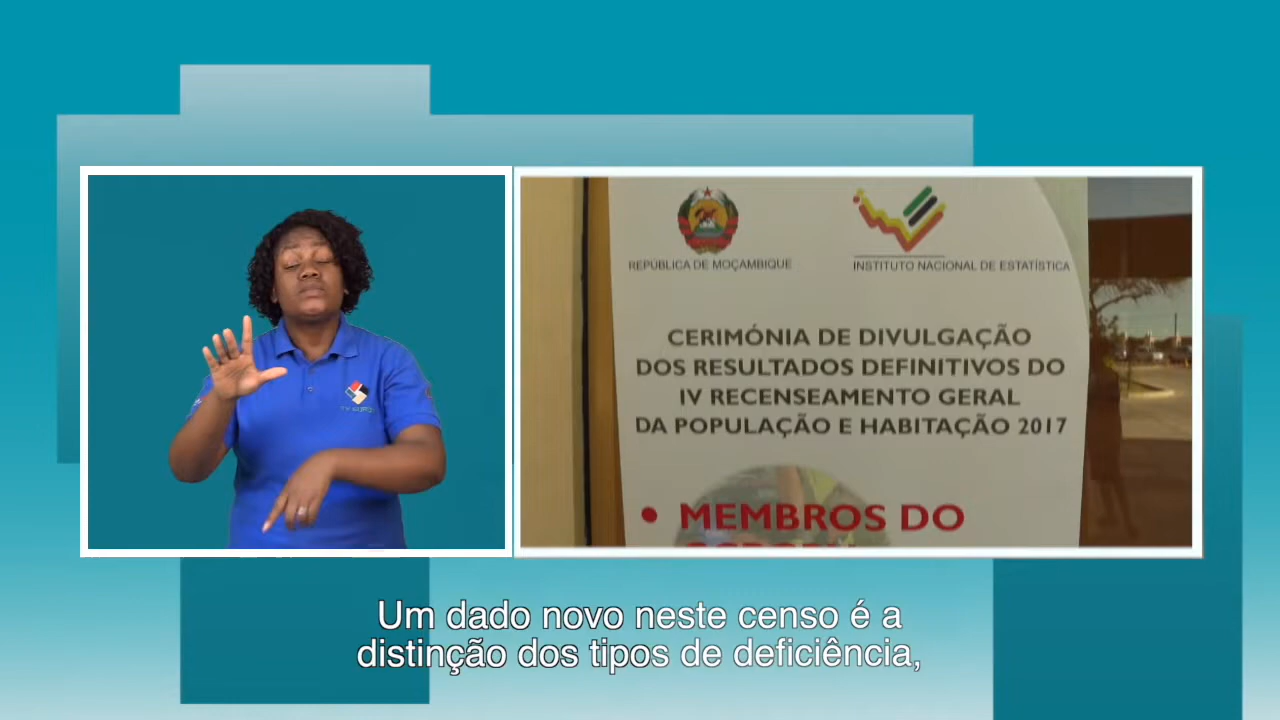 REPÚBLICA DE MOÇAMBIQUE
INSTITUTO NACIONAL DE ESTATÍSTICA
CERIMÓNIA DE DIVULGAÇÃO
DOS RESULTADOS DEFINITIVOS DO
IV RECENSEAMENTO GERAL
DA POPULAÇÃO E HABITAÇÃO 2017
• MEMBROS DO
Um dado novo neste censo é a
distinção dos tipos de deficiência,